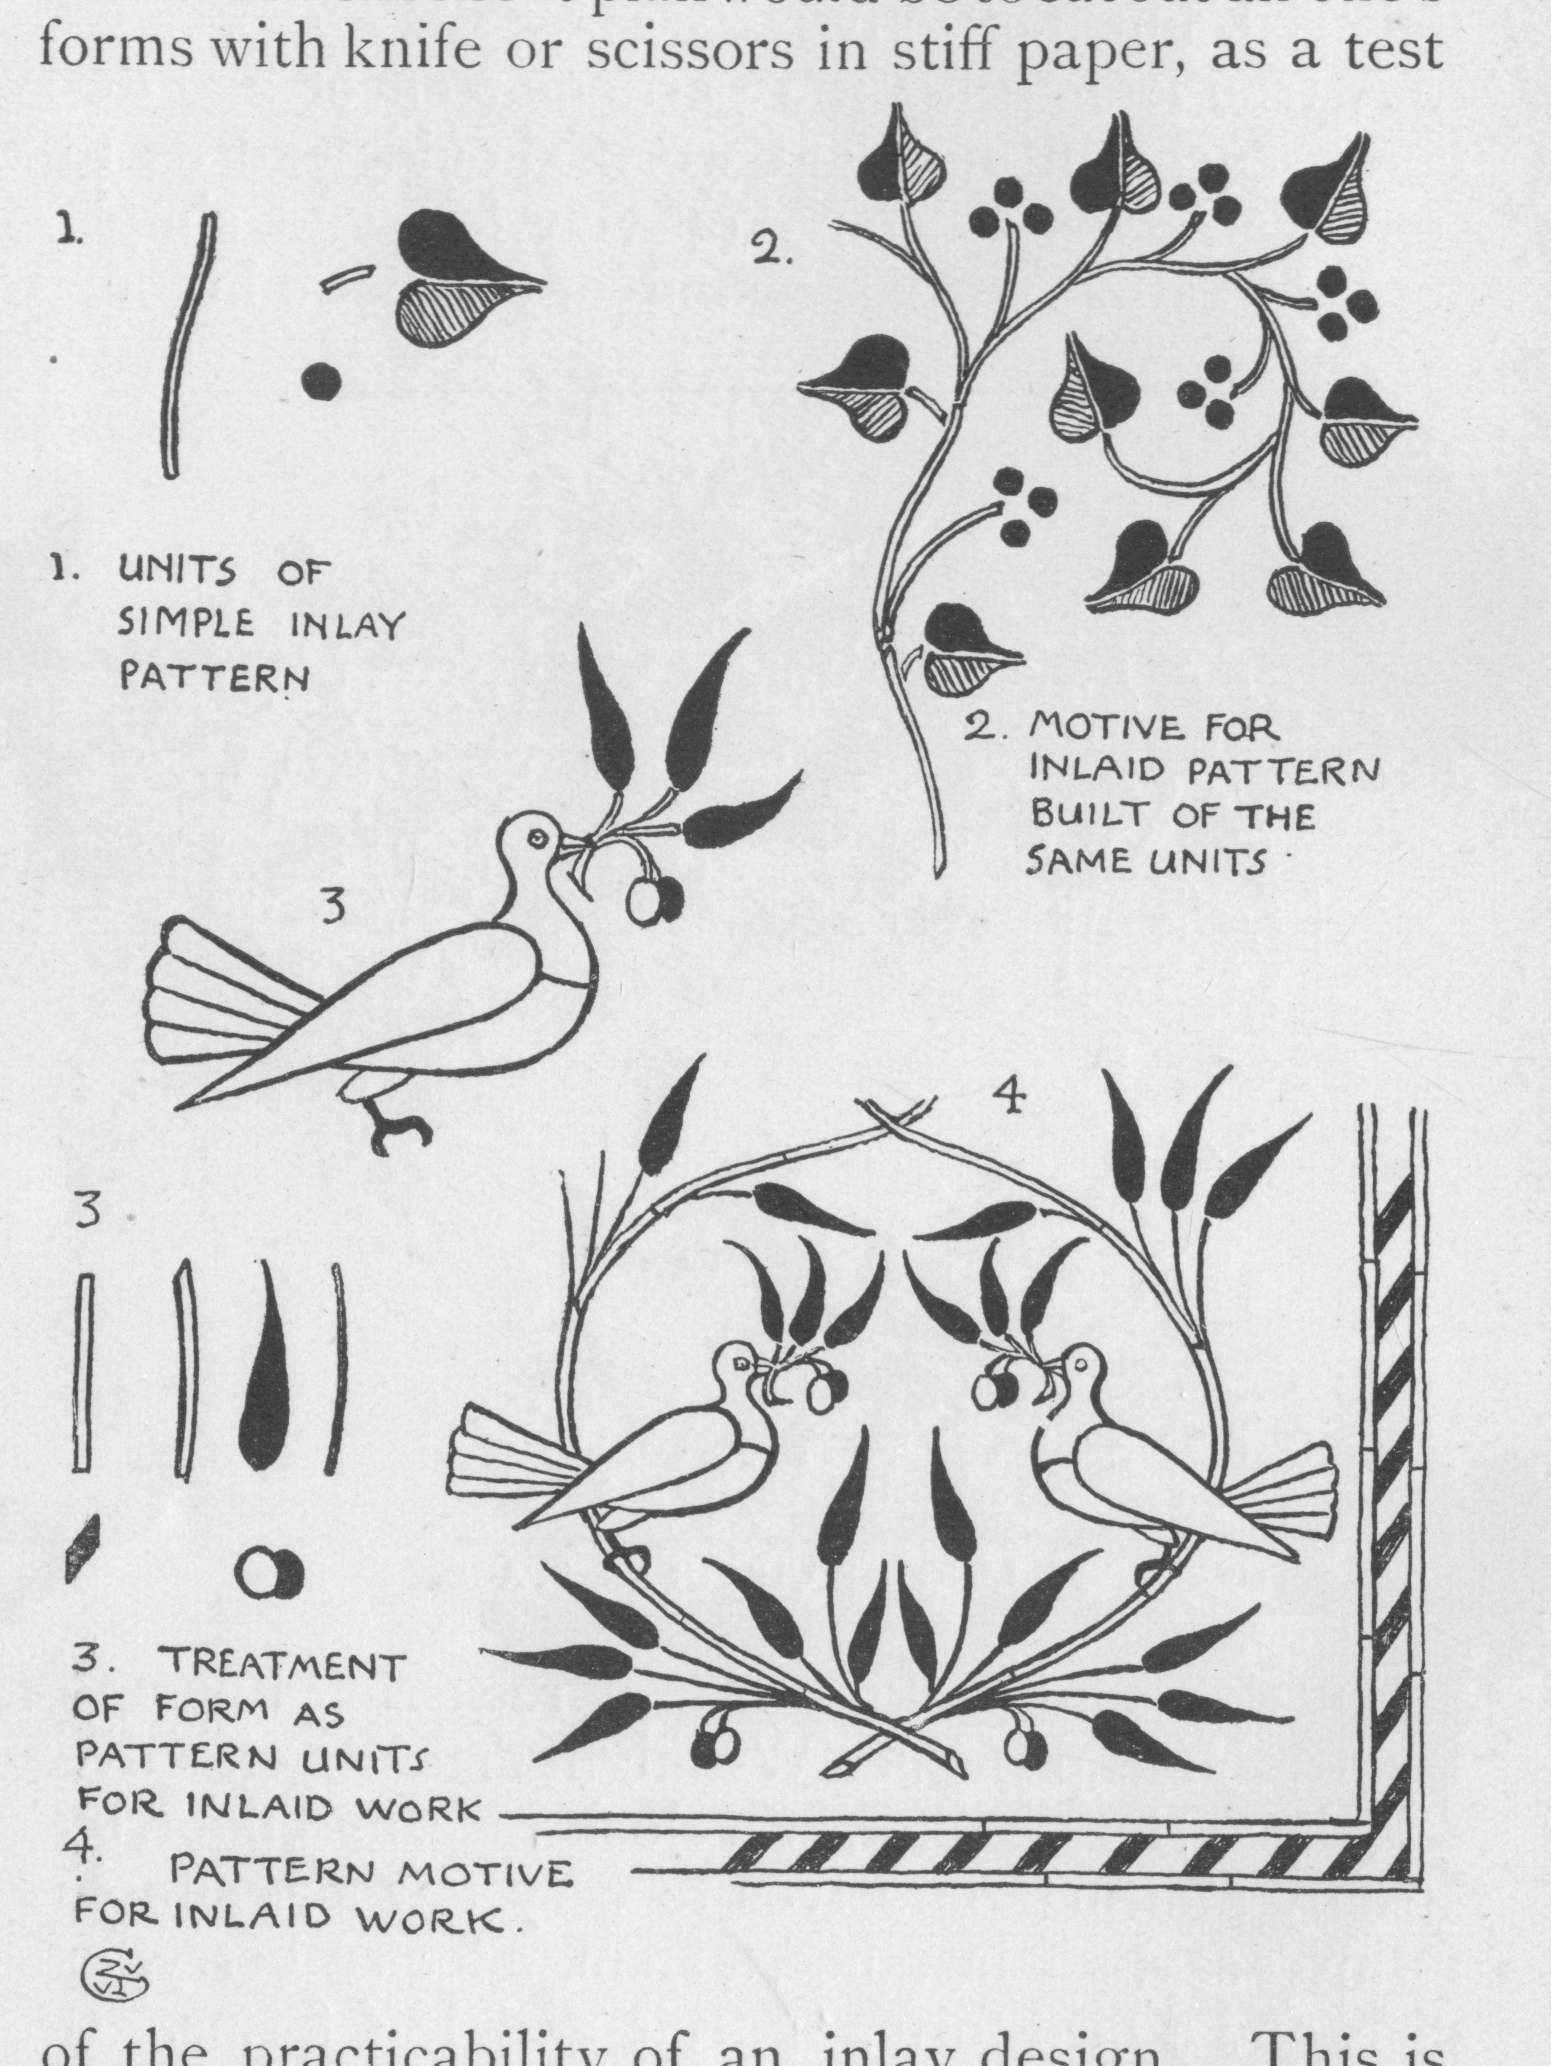 forms with knife or scissors in stiff paper, as a test
1.
2.
1. UNITS OF
SIMPLE INLAY
PATTERN
2. MOTIVE FOR
INLAID PATTERN
BUILT OF THE
SAME UNITS
3
4
3
3. TREATMENT
OF FORM AS
PATTERN UNITS
FOR INLAID WORK
4.
PATTERN MOTIVE
FOR INLAID WORK.
of the practicability of an inlay design. This is